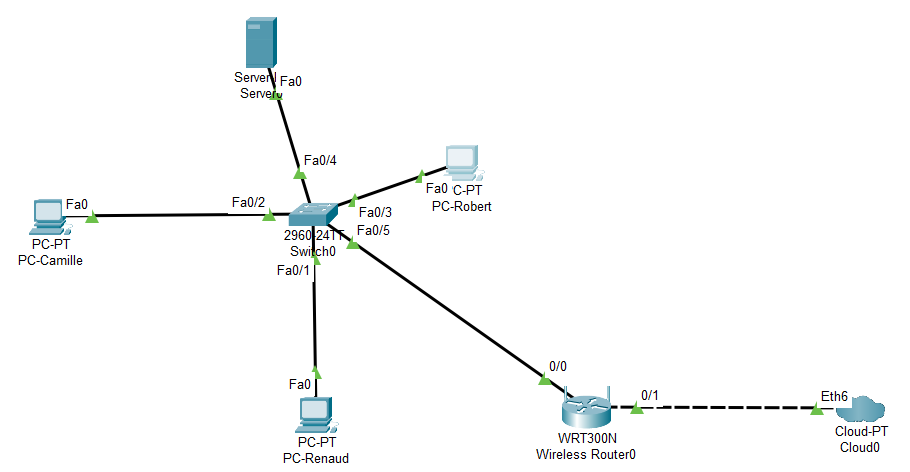 Fa0
Server0
Fa0/4
Fa0
C-PT
PC-Robert
Fa0
Fa0/2
Fa0/3
2960-24TT
Switch0
Fa0/5
PC-PT
PC-Camille
Fa0/1
0/0
Fa0
0/1
Eth6
PC-PT
PC-Renaud
WRT300N
Wireless Router0
Cloud-PT
Cloud0